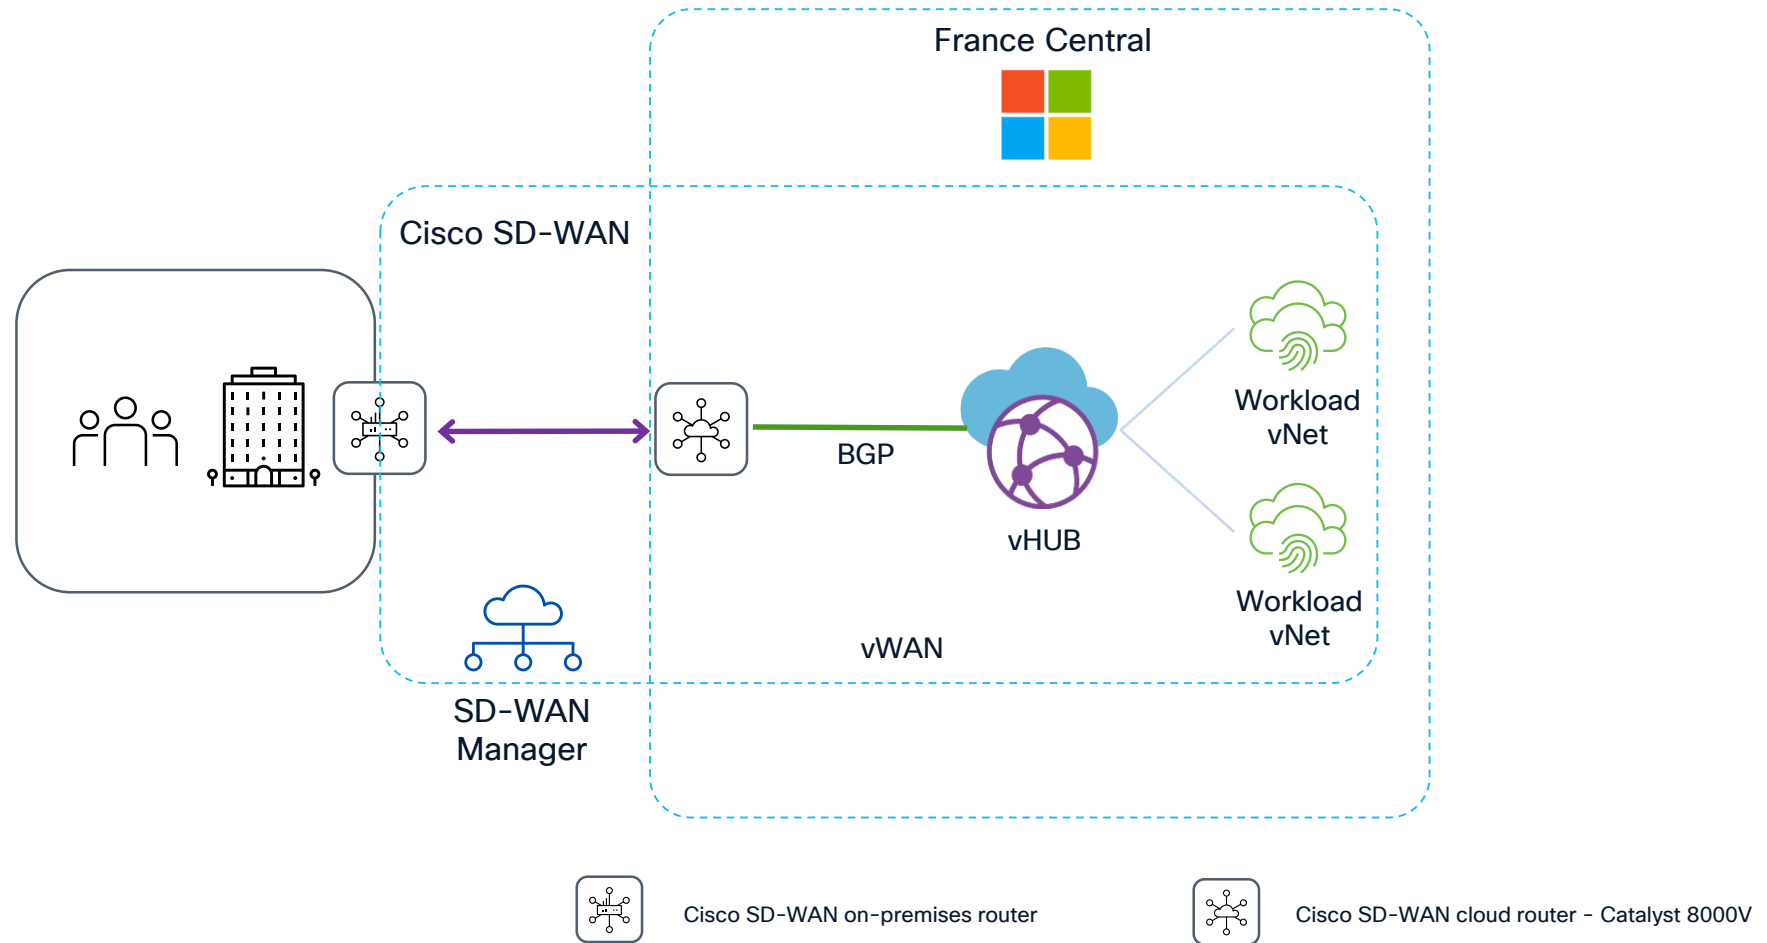 France Central
Cisco SD-WAN
BGP
vHUB
Workload
vNet
Workload
vNet
vWAN
SD-WAN
Manager
Cisco SD-WAN on-premises router
Cisco SD-WAN cloud router - Catalyst 8000V